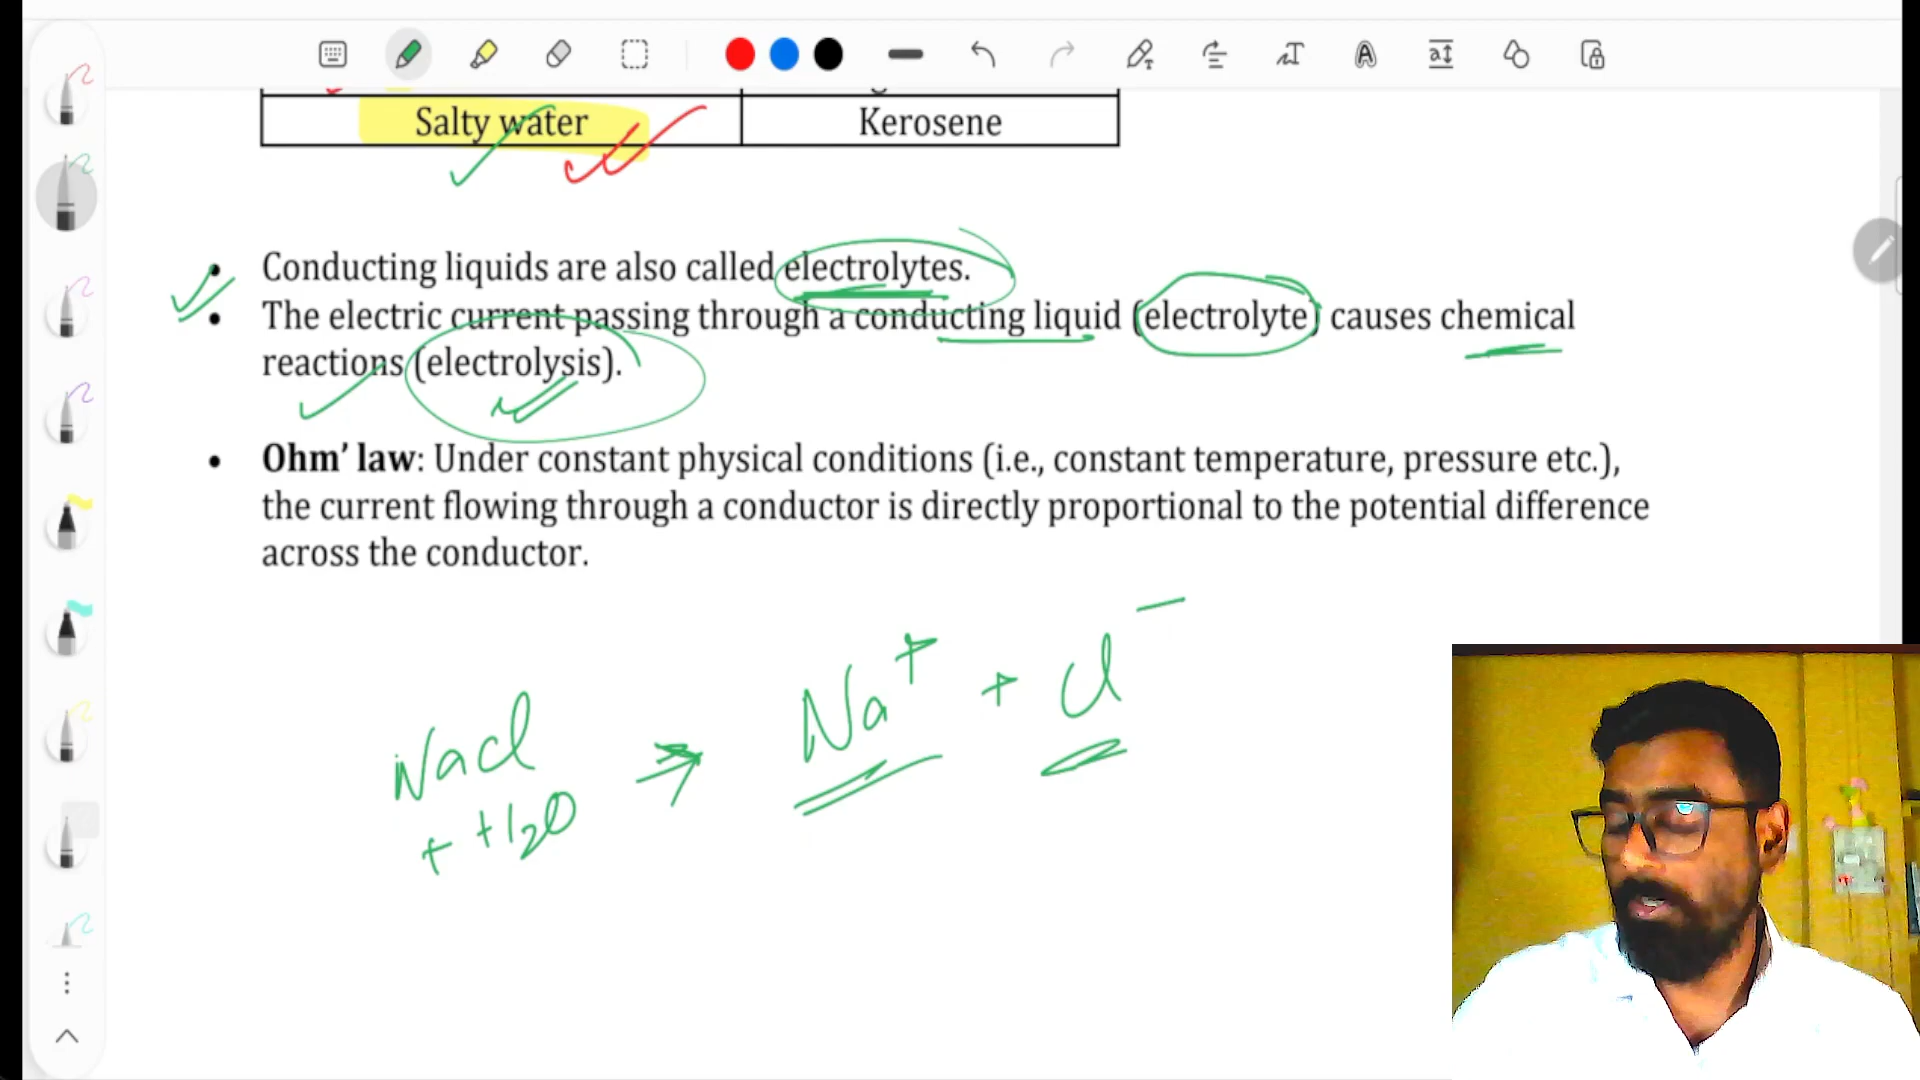 Salty water Kerosene
• Conducting liquids are also called electrolytes.
• The electric current passing through a conducting liquid (electrolyte) causes chemical
reactions (electrolysis).
• Ohm’ law: Under constant physical conditions (i.e., constant temperature, pressure etc.),
the current flowing through a conductor is directly proportional to the potential difference
across the conductor.
NaCl → Na⁺ + Cl⁻
+ H₂O